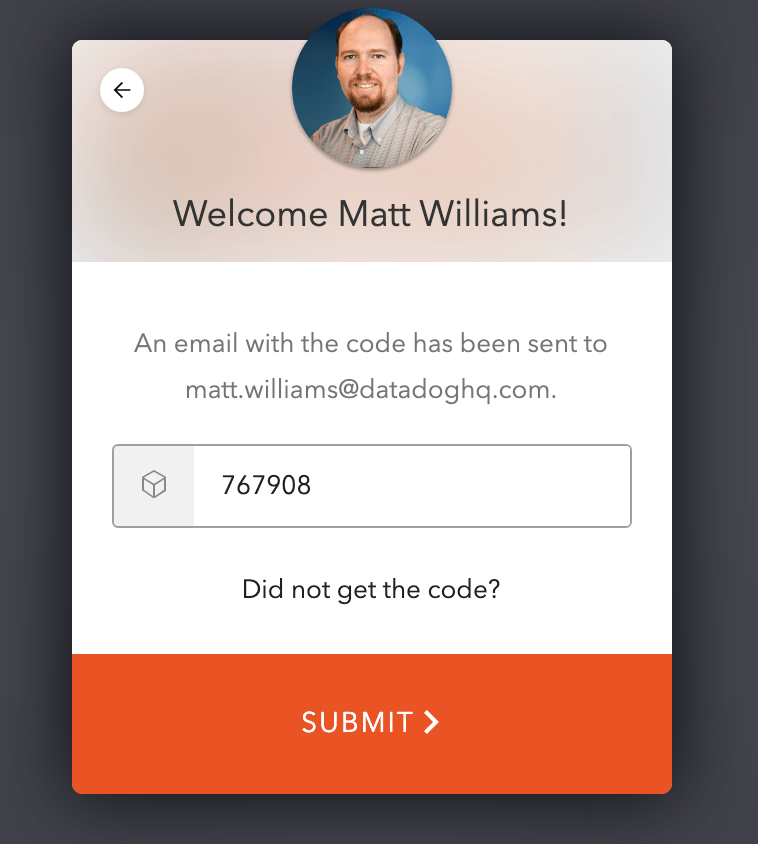 Welcome Matt Williams!
An email with the code has been sent to
matt.williams@datadoghq.com.
767908
Did not get the code?
SUBMIT